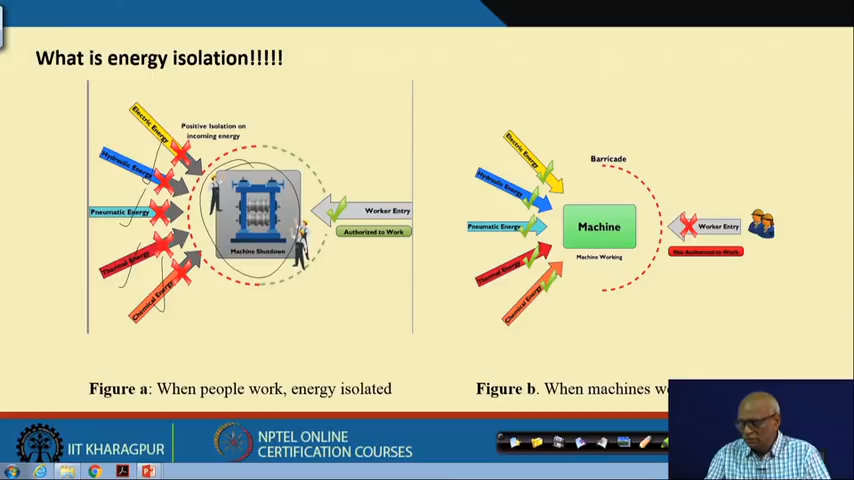 What is energy isolation!!!!!
Positive Isolation on
incoming energy
Electric Energy
Hydraulic Energy
Pneumatic Energy
Thermal Energy
Chemical Energy
Machine Shutdown
Worker Entry
Authorized to Work
Barricade
Electric Energy
Hydraulic Energy
Pneumatic Energy
Thermal Energy
Chemical Energy
Machine
Machine Working
Worker Entry
Not Authorized to Work
Figure a: When people work, energy isolated
Figure b. When machines
IIT KHARAGPUR
NPTEL ONLINE
CERTIFICATION COURSES